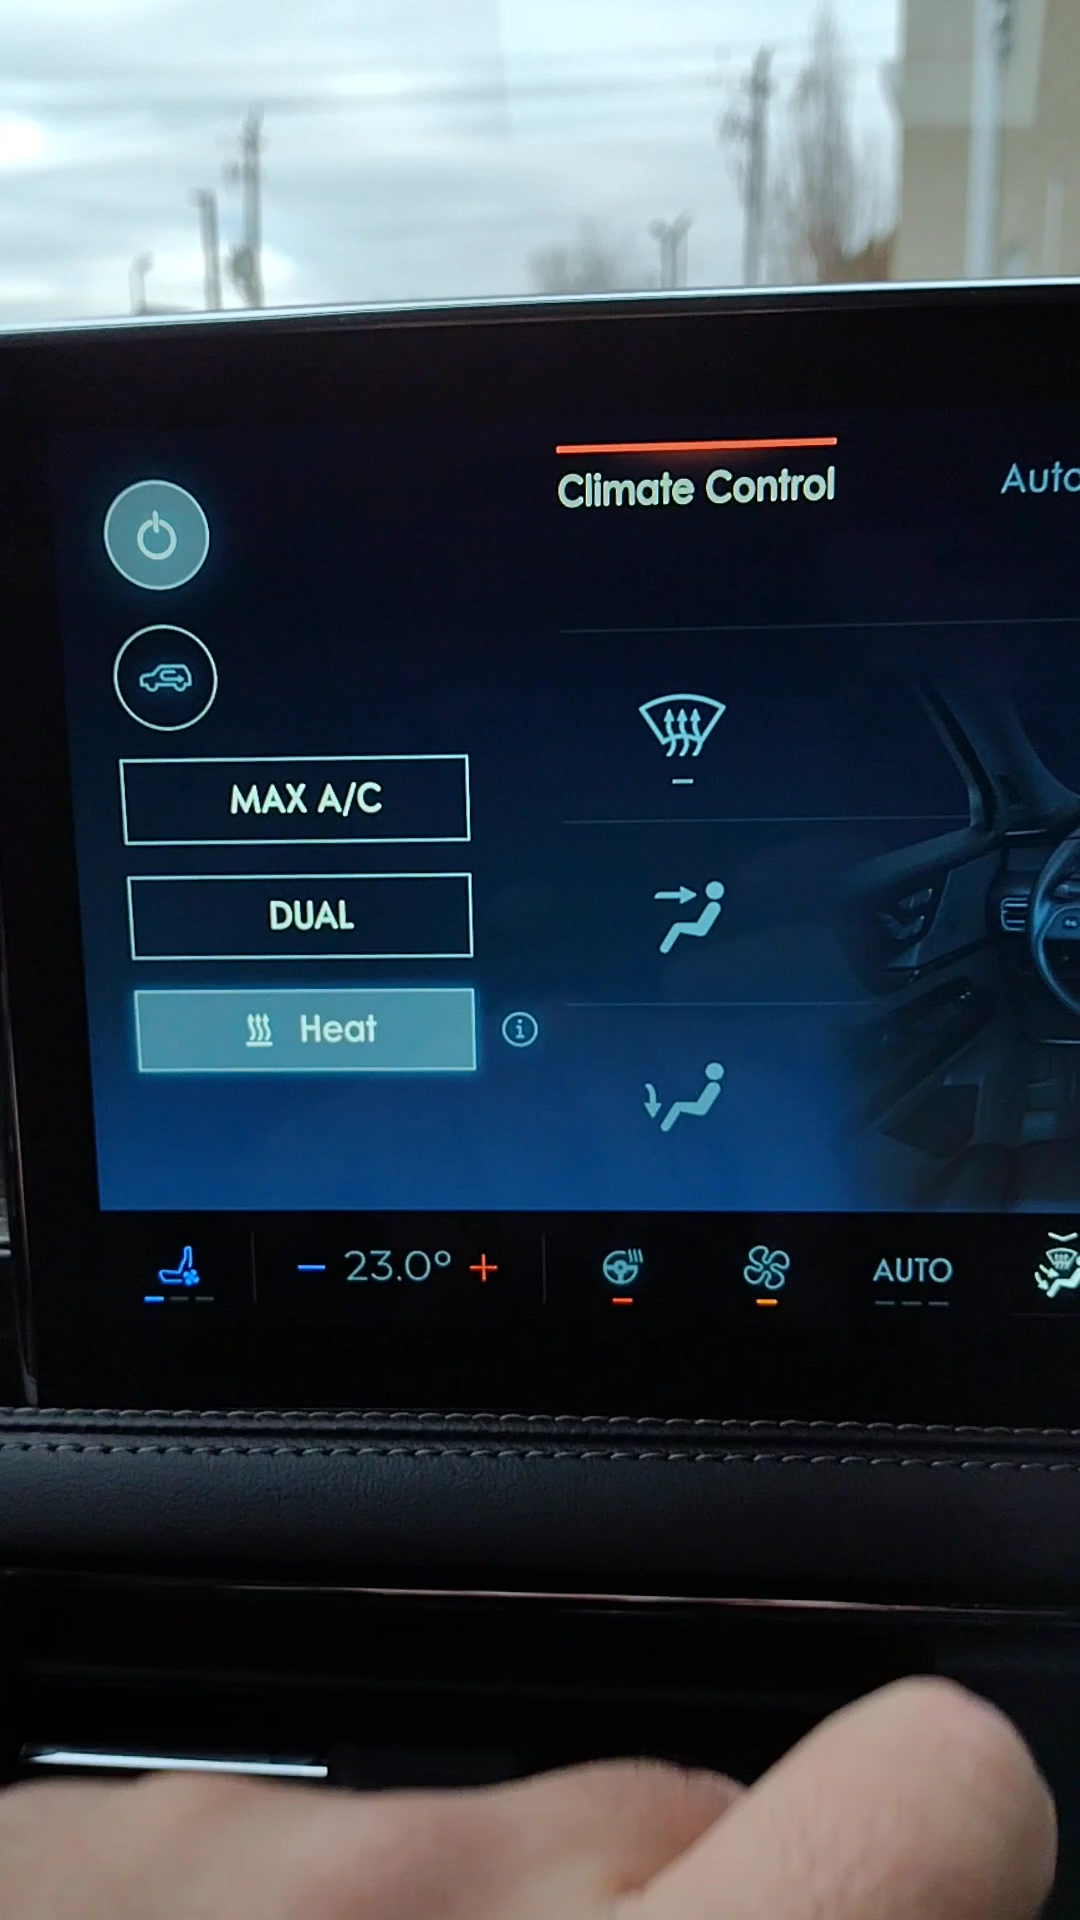 Climate Control
Auto
MAX A/C
DUAL
Heat
− 23.0° +
AUTO